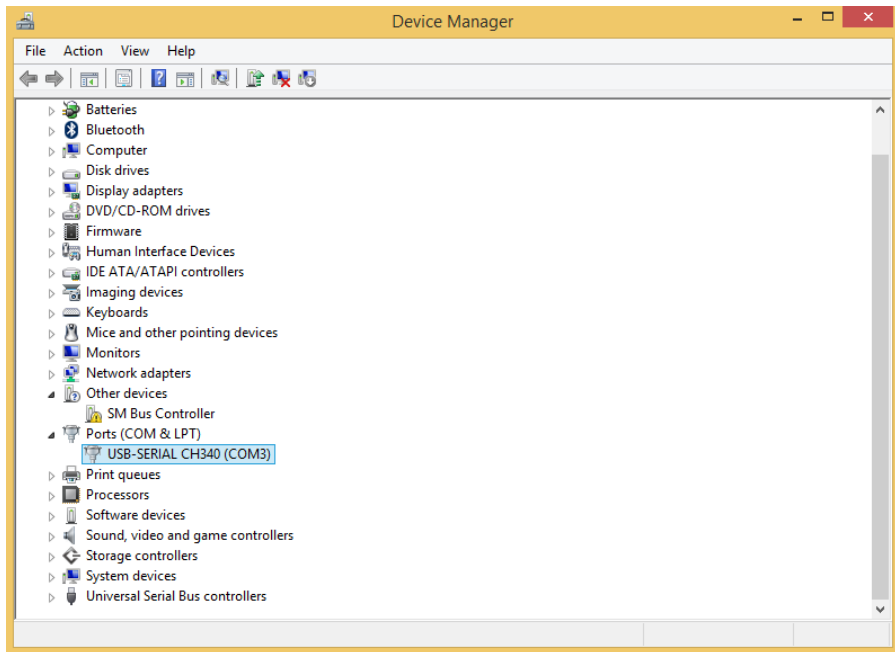 Device Manager
File Action View Help
Batteries
Bluetooth
Computer
Disk drives
Display adapters
DVD/CD-ROM drives
Firmware
Human Interface Devices
IDE ATA/ATAPI controllers
Imaging devices
Keyboards
Mice and other pointing devices
Monitors
Network adapters
Other devices
SM Bus Controller
Ports (COM & LPT)
USB-SERIAL CH340 (COM3)
Print queues
Processors
Software devices
Sound, video and game controllers
Storage controllers
System devices
Universal Serial Bus controllers